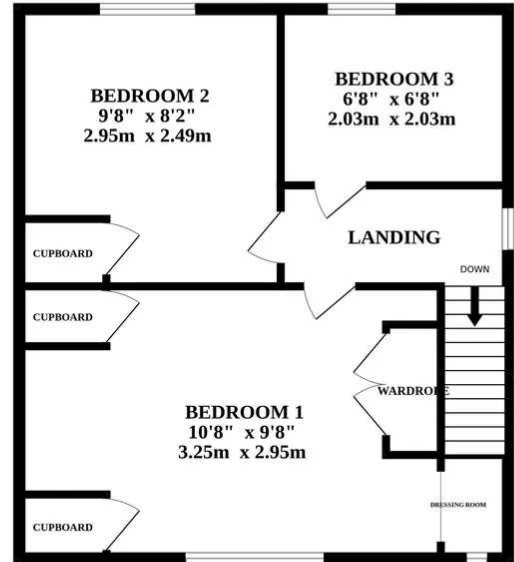 BEDROOM 2
9'8" x 8'2"
2.95m x 2.49m
BEDROOM 3
6'8" x 6'8"
2.03m x 2.03m
LANDING
CUPBOARD
DOWN
CUPBOARD
WARDROBE
BEDROOM 1
10'8" x 9'8"
3.25m x 2.95m
DRESSING ROOM
CUPBOARD